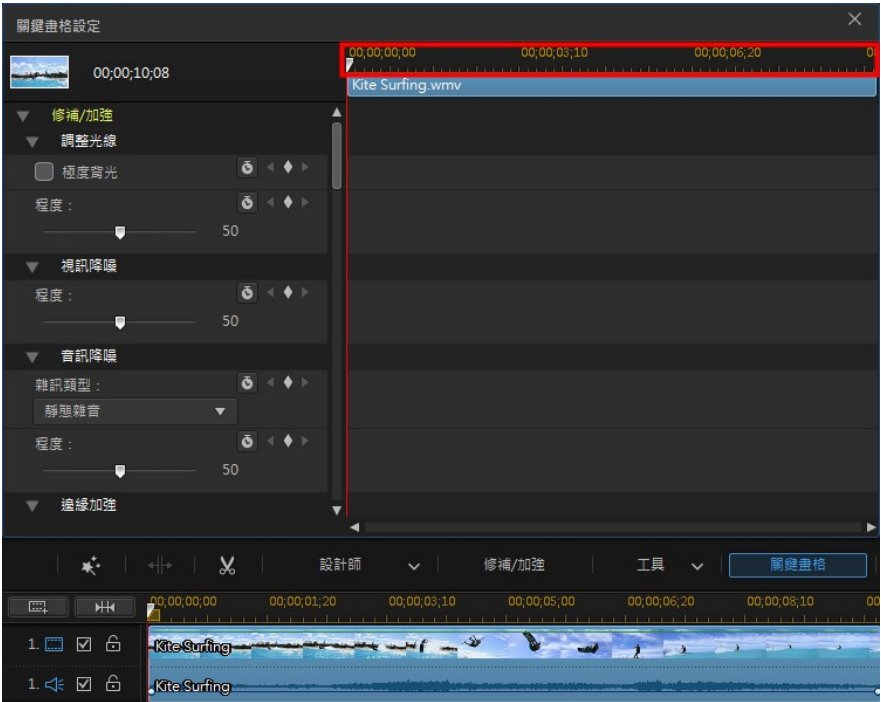 關鍵畫格設定
00;00;10;08
00;00;00;00 00;00;03;10 00;00;06;20
Kite Surfing.wmv
修補/加強
調整光線
極度背光
程度：
50
視訊降噪
程度：
50
音訊降噪
雜訊類型：
靜態雜音
程度：
50
邊緣加強
設計師 修補/加強 工具 關鍵畫格
00;00;00;00 00;00;01;20 00;00;03;10 00;00;05;00 00;00;06;20 00;00;08;10 00
1. Kite Surfing
1. Kite Surfing